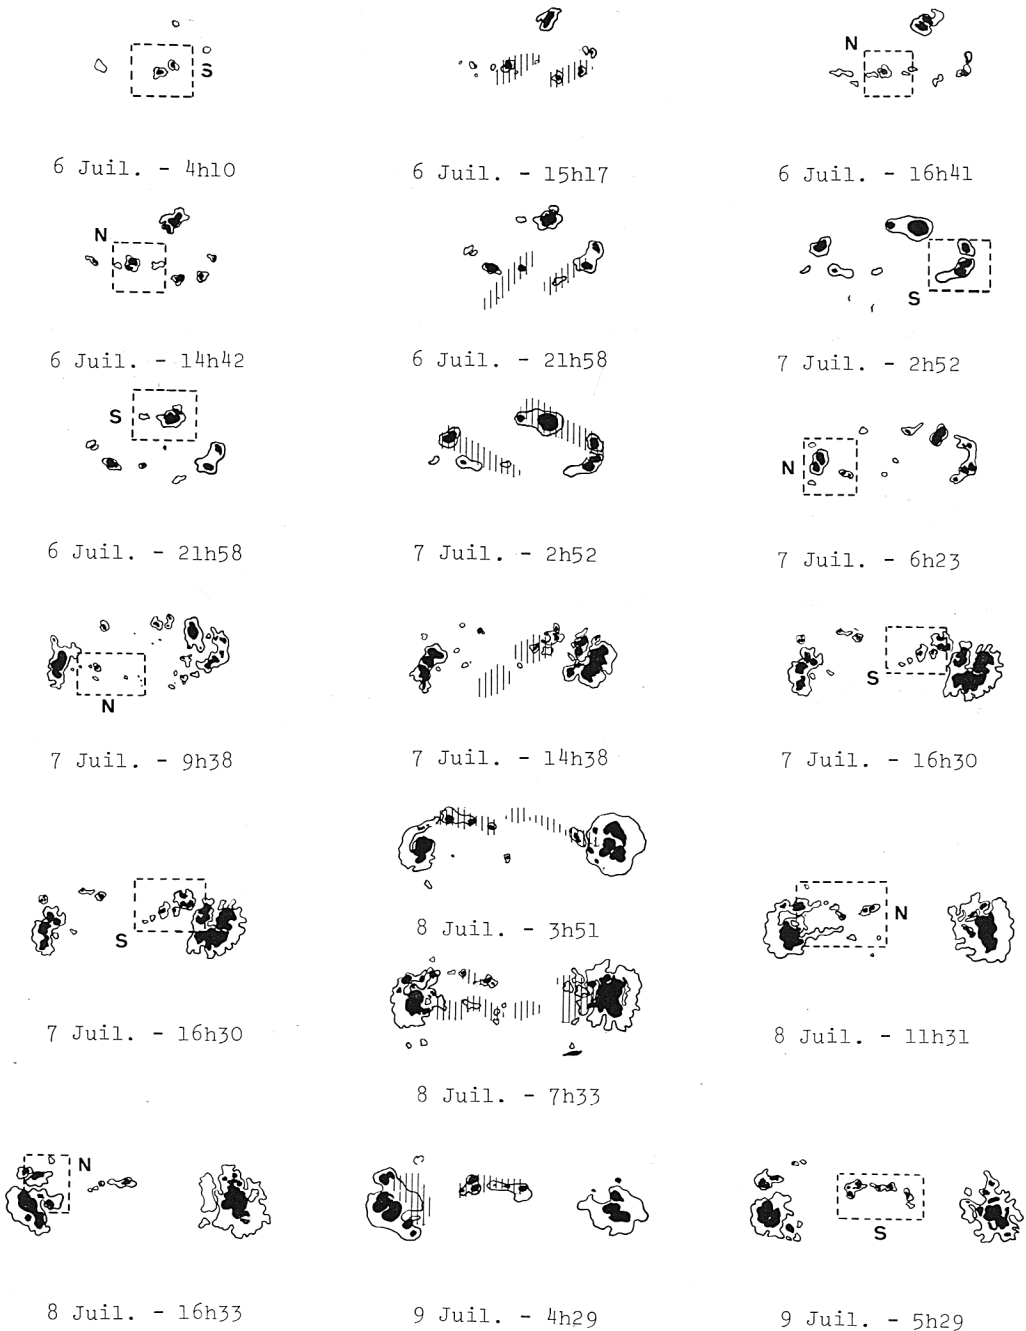 S
N
6 Juil. - 4h10
6 Juil. - 15h17
6 Juil. - 16h41
N
S
6 Juil. - 14h42
6 Juil. - 21h58
7 Juil. - 2h52
S
N
6 Juil. - 21h58
7 Juil. - 2h52
7 Juil. - 6h23
N
S
7 Juil. - 9h38
7 Juil. - 14h38
7 Juil. - 16h30
S
8 Juil. - 3h51
N
7 Juil. - 16h30
8 Juil. - 11h31
8 Juil. - 7h33
N
S
8 Juil. - 16h33
9 Juil. - 4h29
9 Juil. - 5h29